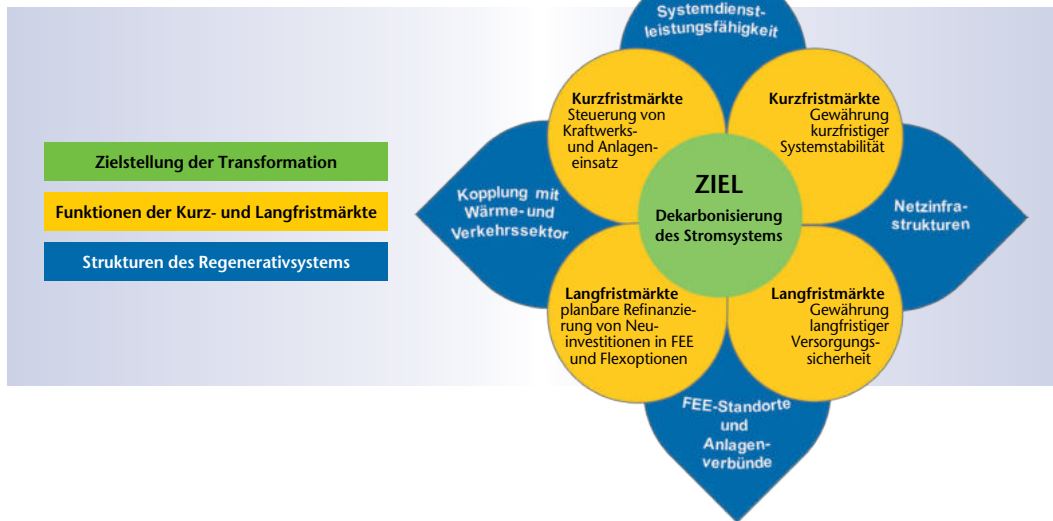 Systemdienst-
leistungsfähigkeit
Kurzfristmärkte
Steuerung von
Kraftwerks-
und Anlagen-
einsatz
Kurzfristmärkte
Gewährung
kurzfristiger
Systemstabilität
Zielstellung der Transformation
Funktionen der Kurz- und Langfristmärkte
Strukturen des Regenerativsystems
Kopplung mit
Wärme- und
Verkehrssektor
ZIEL
Dekarbonisierung
des Stromsystems
Netzinfra-
strukturen
Langfristmärkte
planbare Refinanzie-
rung von Neu-
investitionen in FEE
und Flexoptionen
Langfristmärkte
Gewährung
langfristiger
Versorgungs-
sicherheit
FEE-Standorte
und
Anlagen-
verbünde